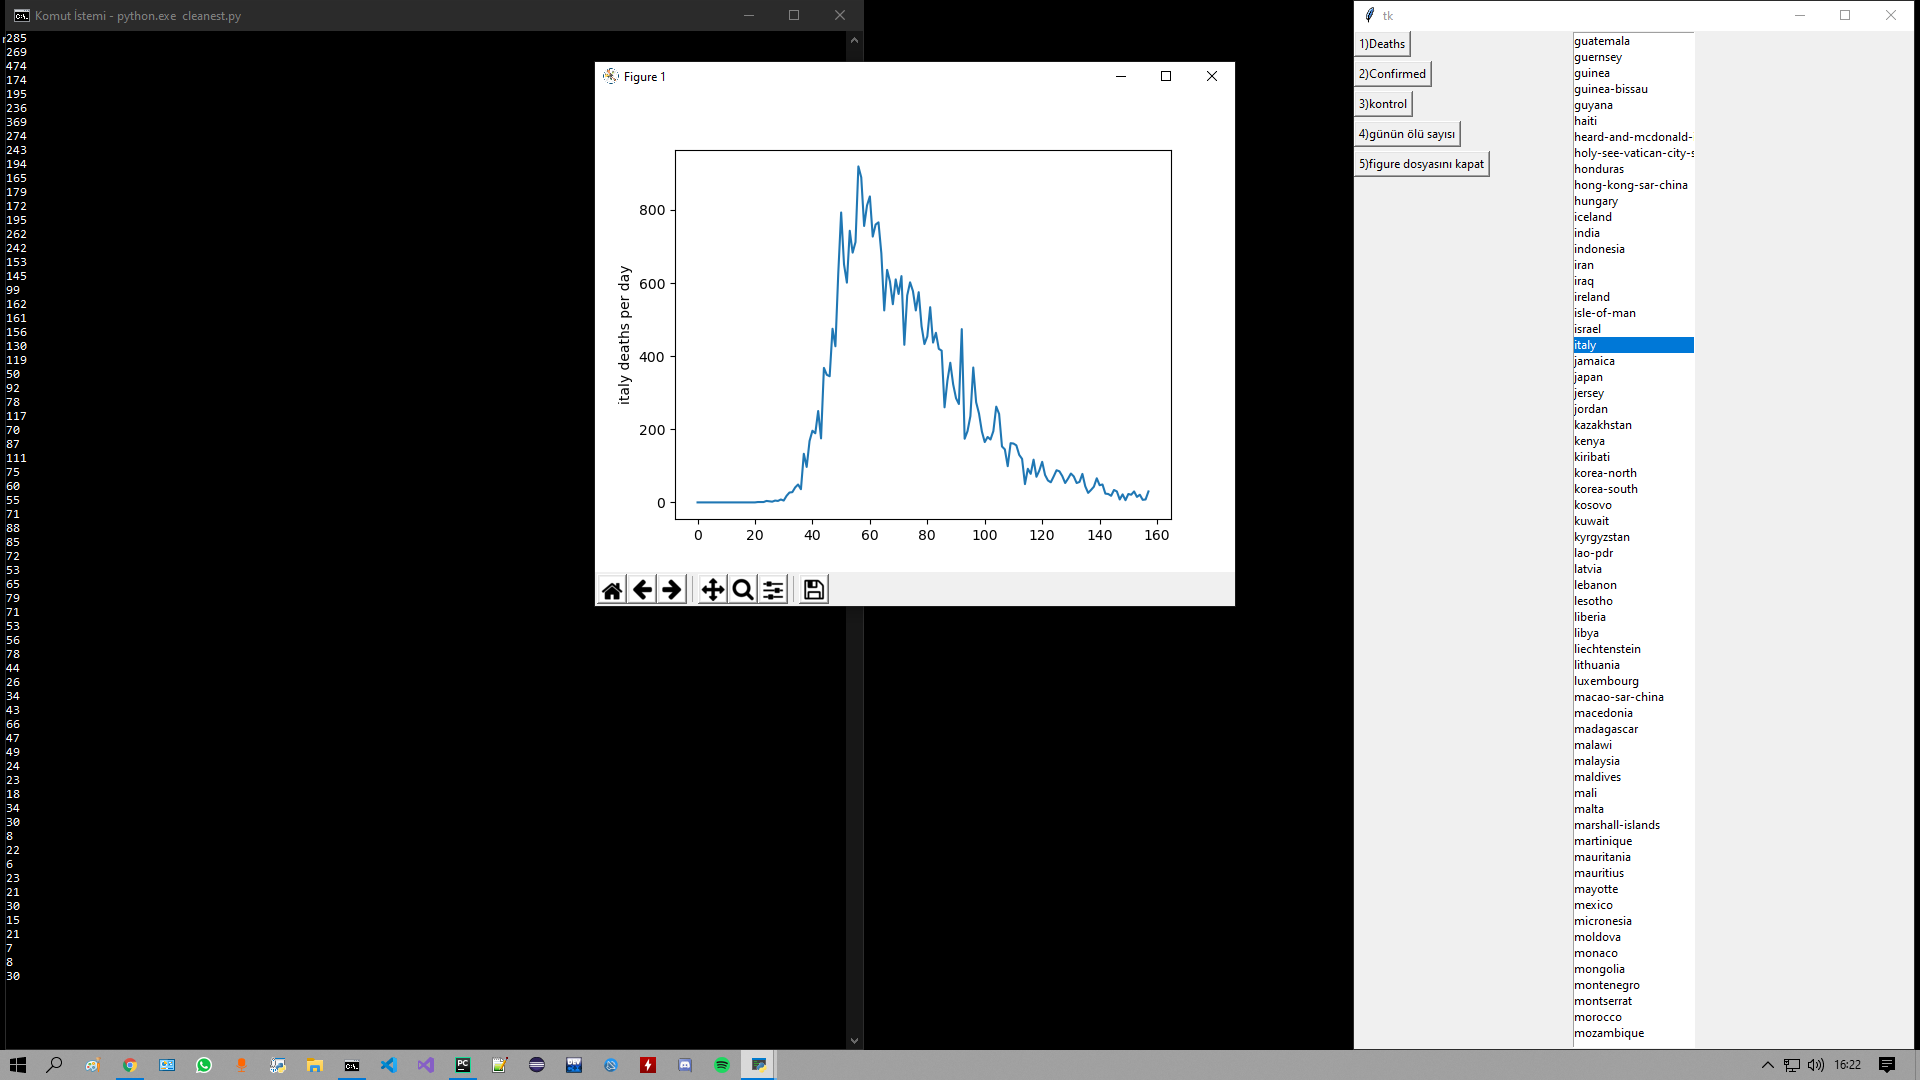 Komut İstemi - python.exe  cleanest.py
285
269
474
174
195
236
369
274
243
194
165
179
172
195
262
242
153
145
99
162
161
156
130
119
50
92
78
117
70
87
111
75
60
55
71
88
85
72
53
65
79
71
53
56
78
44
26
34
43
66
47
49
24
23
18
34
30
8
22
6
23
21
30
15
21
7
8
30
Figure 1
italy deaths per day
800
600
400
200
0
0 20 40 60 80 100 120 140 160
tk
1)Deaths
2)Confirmed
3)kontrol
4)günün ölü sayısı
5)figure dosyasını kapat
guatemala
guernsey
guinea
guinea-bissau
guyana
haiti
heard-and-mcdonald-
holy-see-vatican-city-s
honduras
hong-kong-sar-china
hungary
iceland
india
indonesia
iran
iraq
ireland
isle-of-man
israel
italy
jamaica
japan
jersey
jordan
kazakhstan
kenya
kiribati
korea-north
korea-south
kosovo
kuwait
kyrgyzstan
lao-pdr
latvia
lebanon
lesotho
liberia
libya
liechtenstein
lithuania
luxembourg
macao-sar-china
macedonia
madagascar
malawi
malaysia
maldives
mali
malta
marshall-islands
martinique
mauritania
mauritius
mayotte
mexico
micronesia
moldova
monaco
mongolia
montenegro
montserrat
morocco
mozambique
16:22